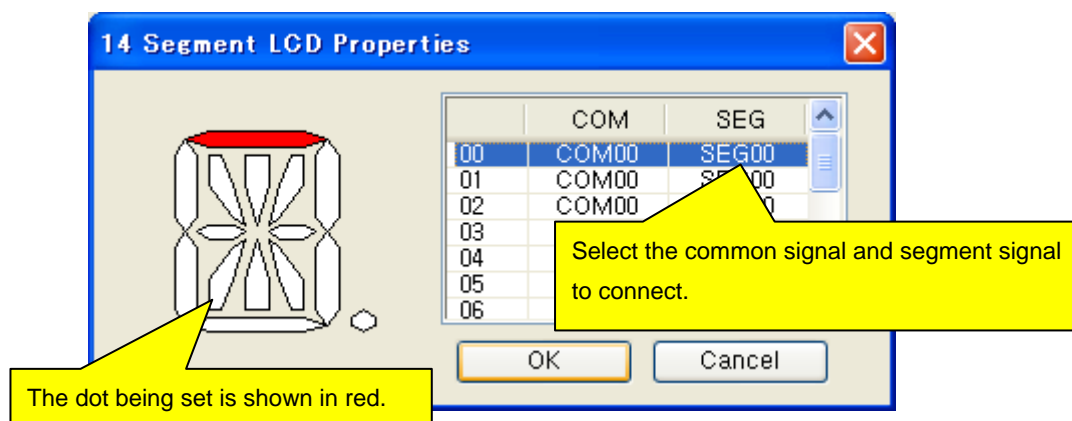 14 Segment LCD Properties
COM SEG
00 COM00 SEG00
01 COM00
02 COM00
03
04
05
06
Select the common signal and segment signal
to connect.
OK Cancel
The dot being set is shown in red.